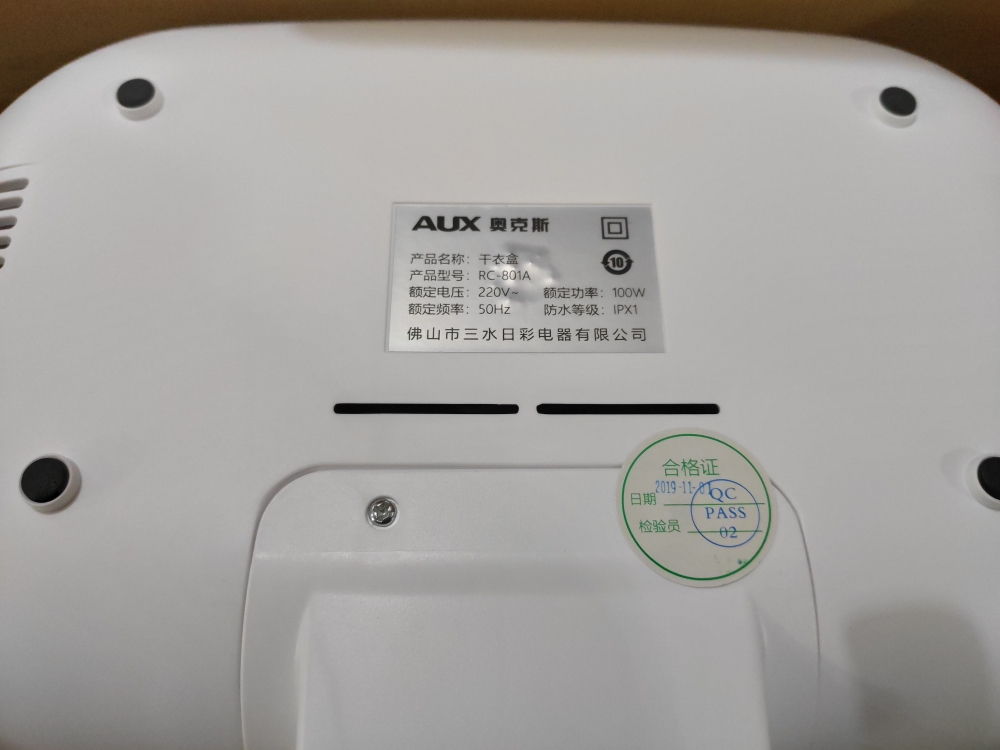 AUX 奥克斯
10
产品名称：干衣盒
产品型号：RC-801A
额定电压：220V~ 额定功率：100W
额定频率：50Hz 防水等级：IPX1
佛山市三水日彩电器有限公司
合格证
日期 2019-11-01
检验员
QC
PASS
02